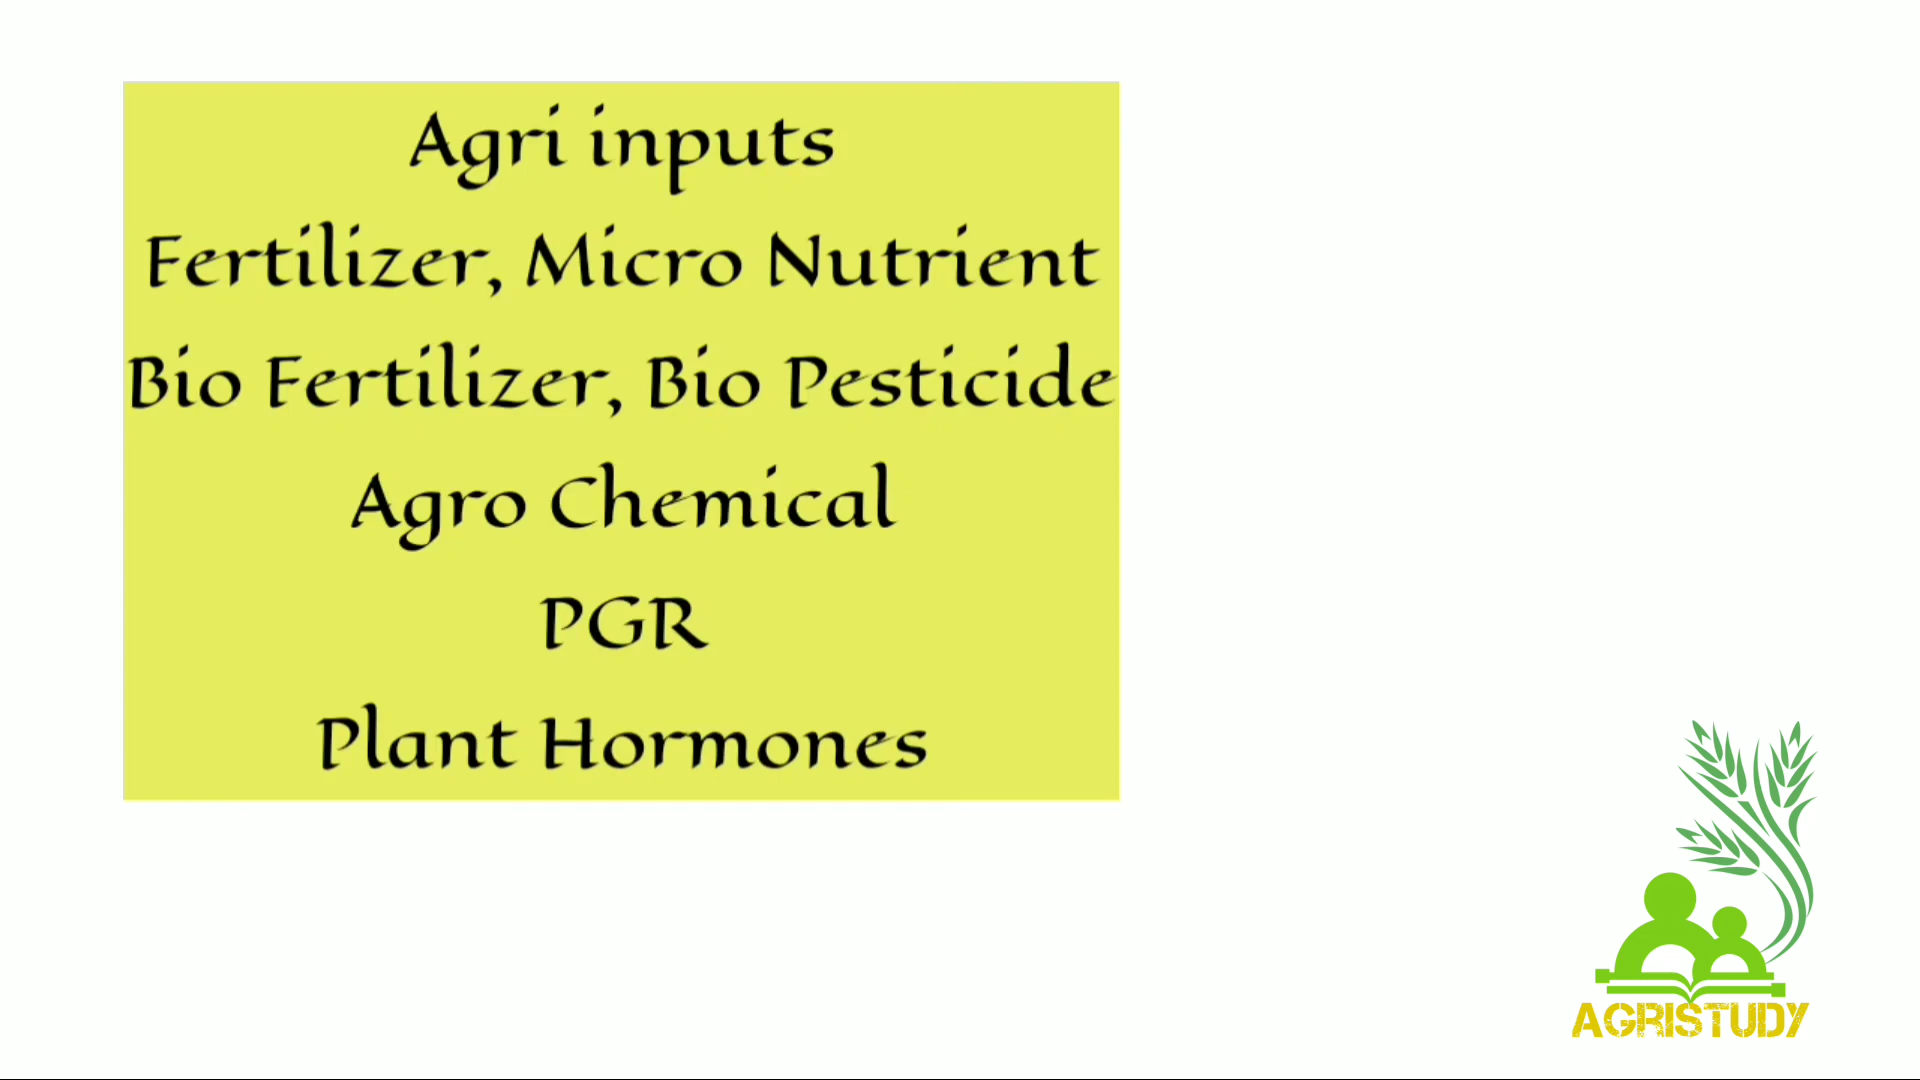 Agri inputs
Fertilizer, Micro Nutrient
Bio Fertilizer, Bio Pesticide
Agro Chemical
PGR
Plant Hormones
AGRISTUDY